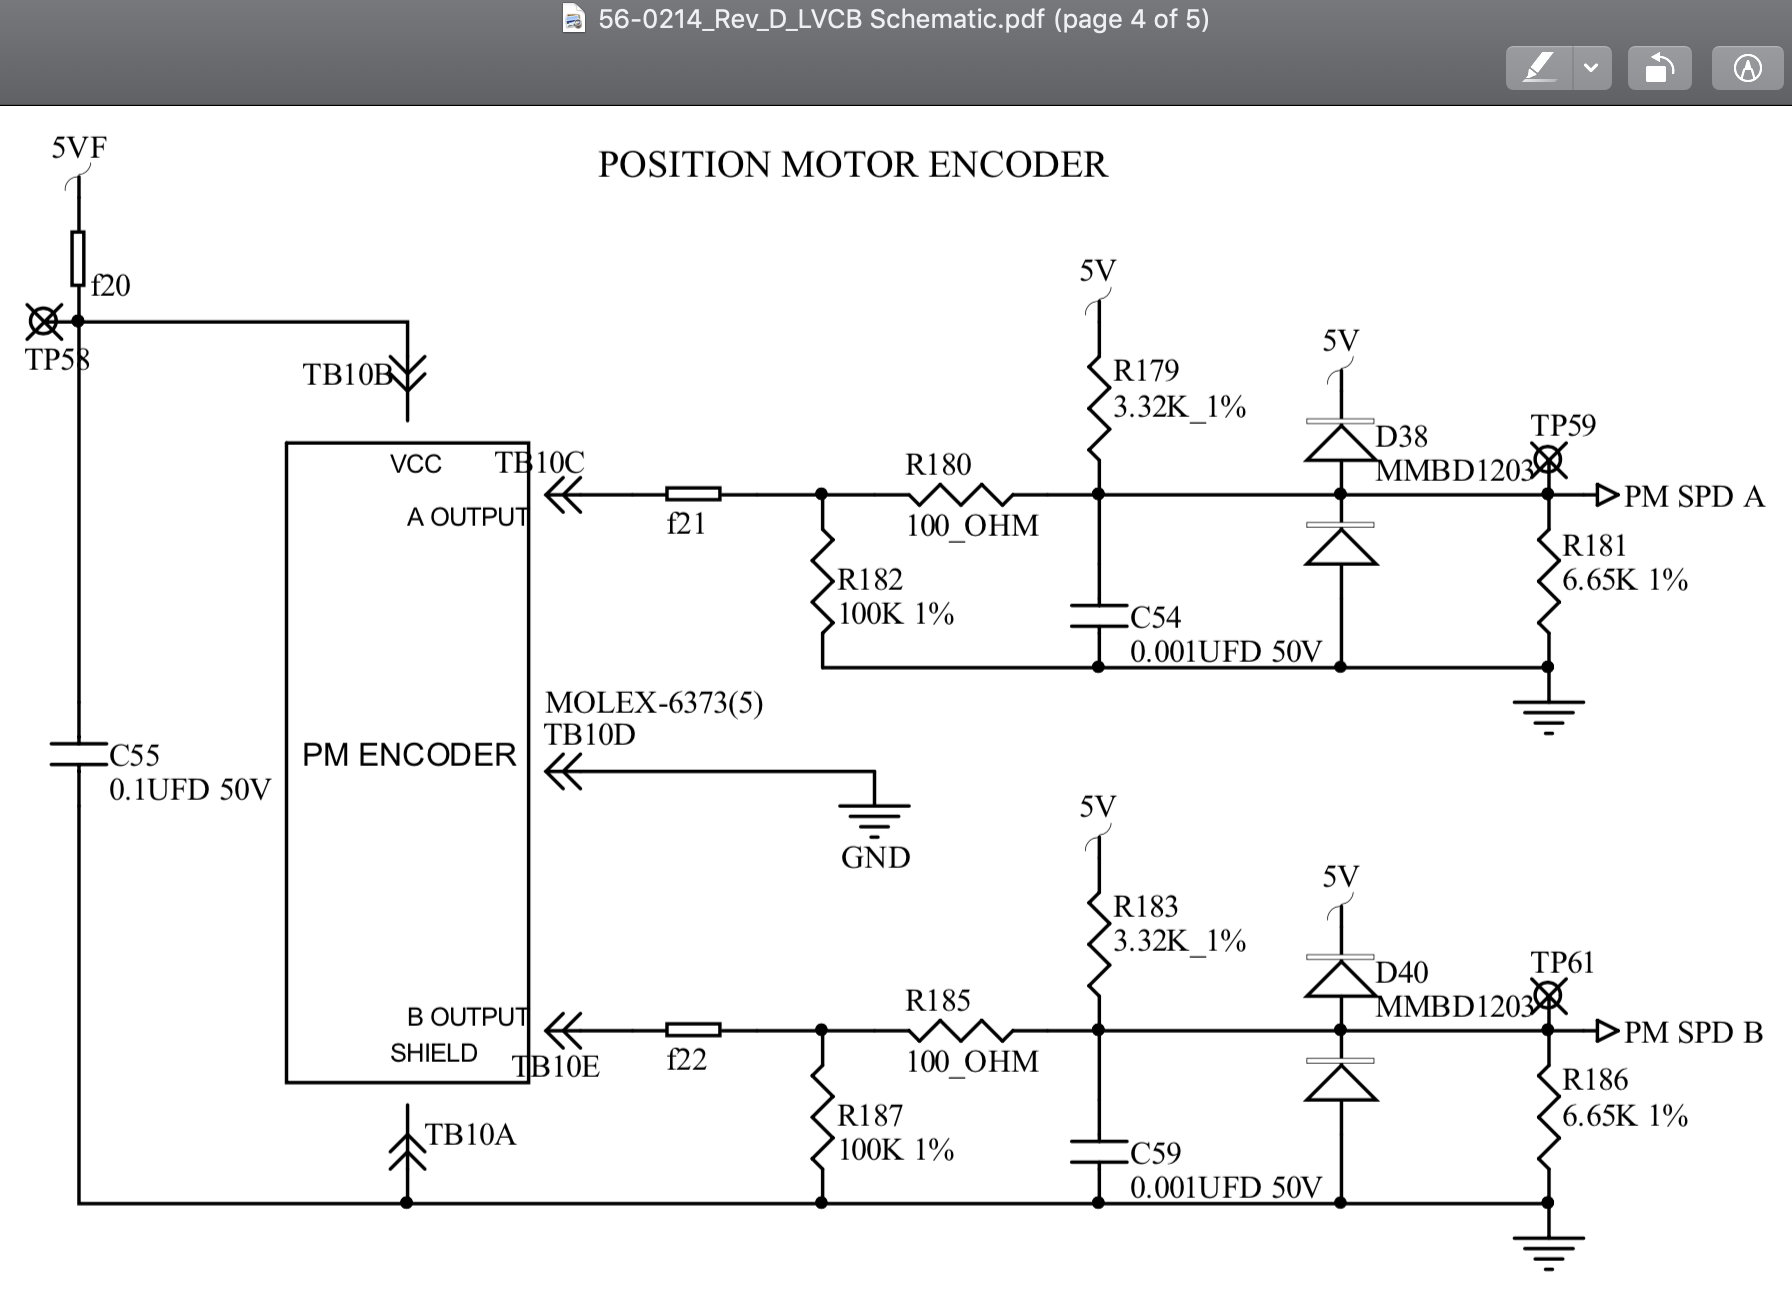 56-0214_Rev_D_LVCB Schematic.pdf (page 4 of 5)
POSITION MOTOR ENCODER
5VF
f20
TP58
TB10B
VCC
TB10C
A OUTPUT
f21
R180
100_OHM
R182
100K 1%
5V
R179
3.32K_1%
5V
D38
MMBD1203
TP59
PM SPD A
R181
6.65K 1%
C54
0.001UFD 50V
MOLEX-6373(5)
TB10D
PM ENCODER
C55
0.1UFD 50V
GND
5V
R183
3.32K_1%
5V
D40
MMBD1203
TP61
PM SPD B
R185
100_OHM
B OUTPUT
SHIELD
TB10E
f22
R187
100K 1%
R186
6.65K 1%
C59
0.001UFD 50V
TB10A